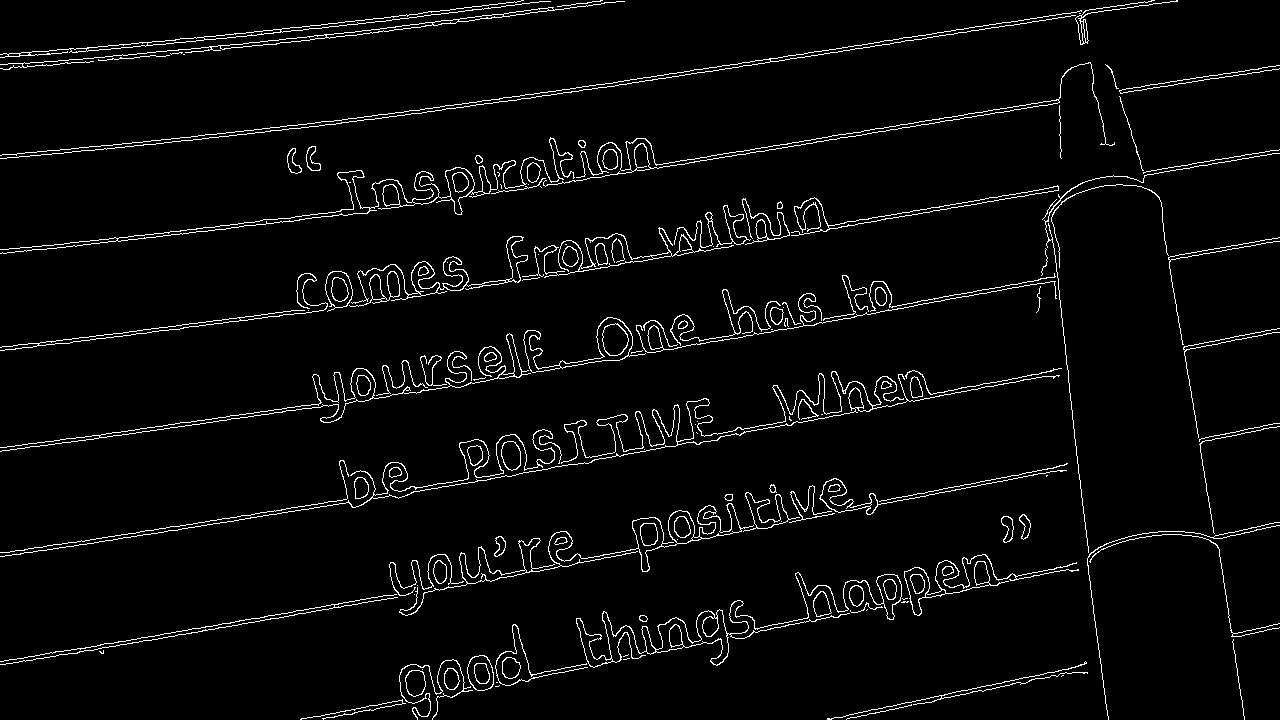 “Inspiration
comes from within
yourself. One has to
be POSITIVE. When
you're positive,
good things happen.”